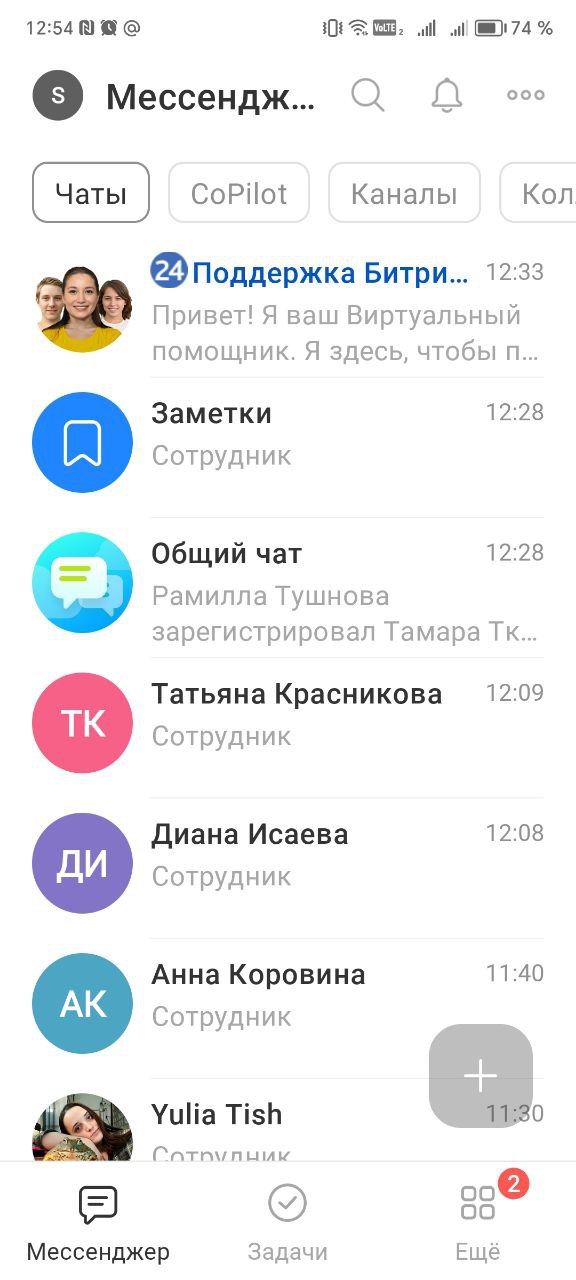 12:54
VoLTE 2
74 %
S
Мессендж...
Чаты
CoPilot
Каналы
Кол
24 Поддержка Битри... 12:33
Привет! Я ваш Виртуальный
помощник. Я здесь, чтобы п...
Заметки 12:28
Сотрудник
Общий чат 12:28
Рамилла Тушнова
зарегистрировал Тамара Тк...
ТК
Татьяна Красникова 12:09
Сотрудник
ДИ
Диана Исаева 12:08
Сотрудник
АК
Анна Коровина 11:40
Сотрудник
Yulia Tish 11:30
Сотрудник
2
Мессенджер
Задачи
Ещё